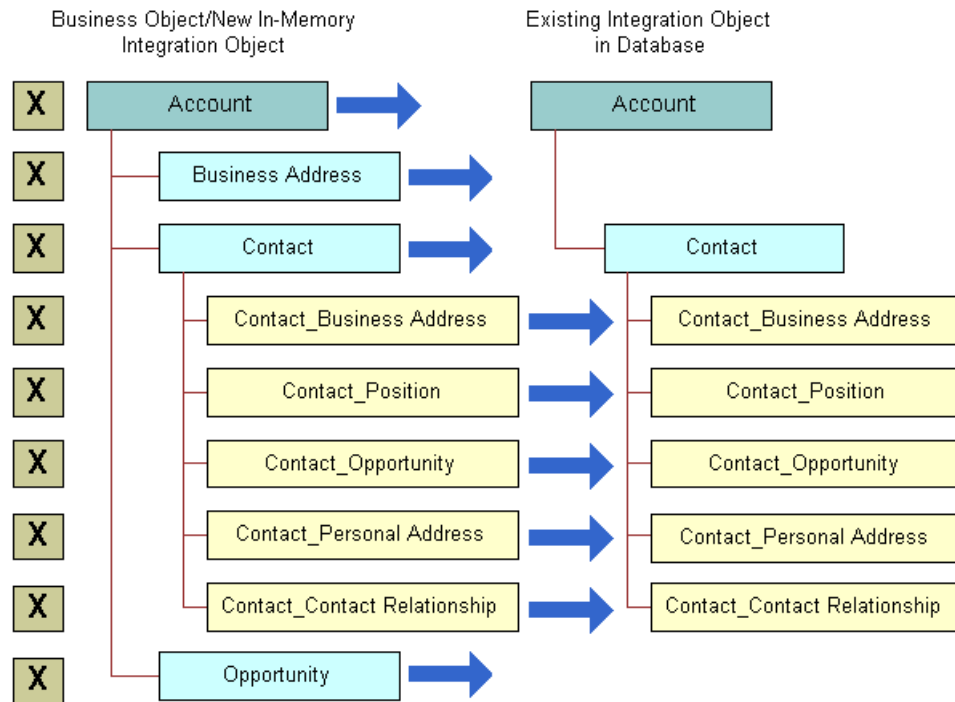 Business Object/New In-Memory
Integration Object
Existing Integration Object
in Database
X
Account
Account
X
Business Address
X
Contact
Contact
X
Contact_Business Address
Contact_Business Address
X
Contact_Position
Contact_Position
X
Contact_Opportunity
Contact_Opportunity
X
Contact_Personal Address
Contact_Personal Address
X
Contact_Contact Relationship
Contact_Contact Relationship
X
Opportunity